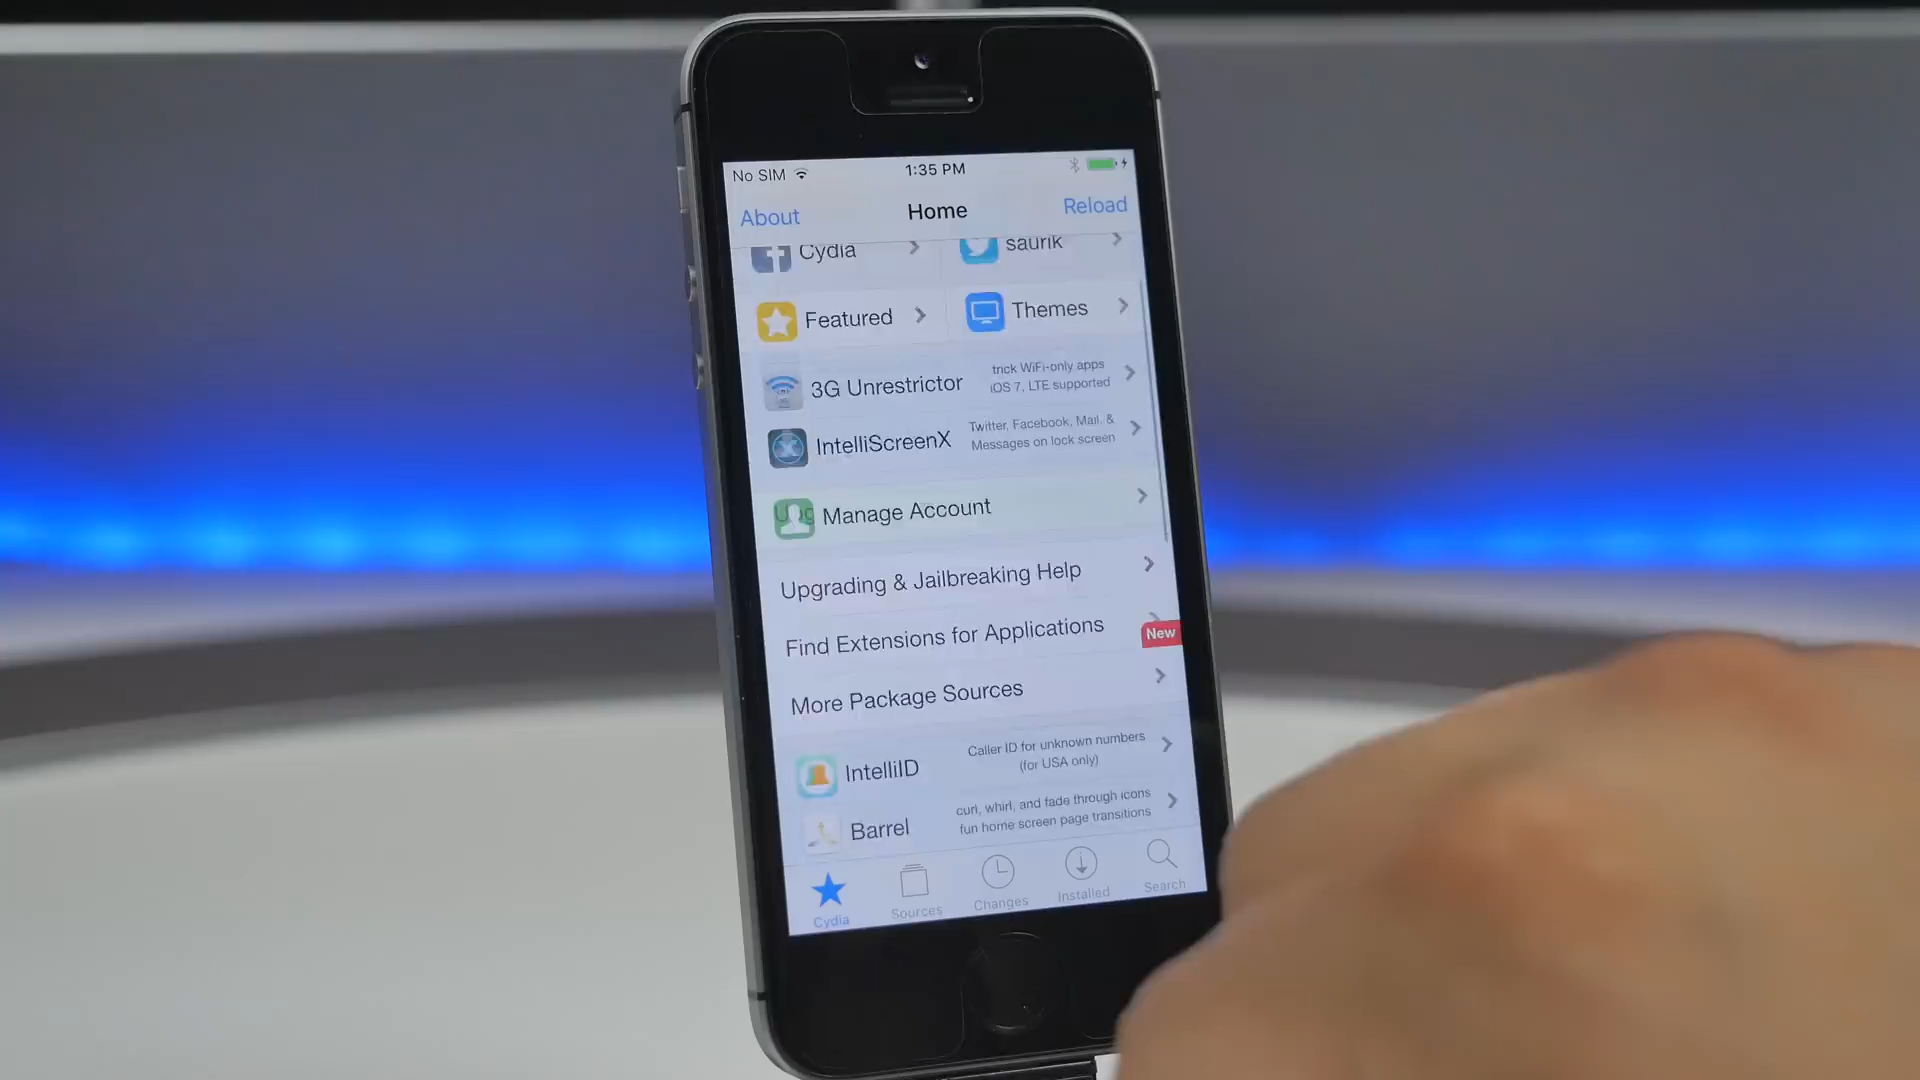 No SIM
1:35 PM
About
Home
Reload
Cydia
saurik
Featured
Themes
3G Unrestrictor
trick WiFi-only apps
iOS 7, LTE supported
IntelliScreenX
Twitter, Facebook, Mail, &
Messages on lock screen
Manage Account
Upgrading & Jailbreaking Help
Find Extensions for Applications
New
More Package Sources
IntelliID
Caller ID for unknown numbers
(for USA only)
Barrel
curl, whirl, and fade through icons
fun home screen page transitions
Cydia
Sources
Changes
Installed
Search